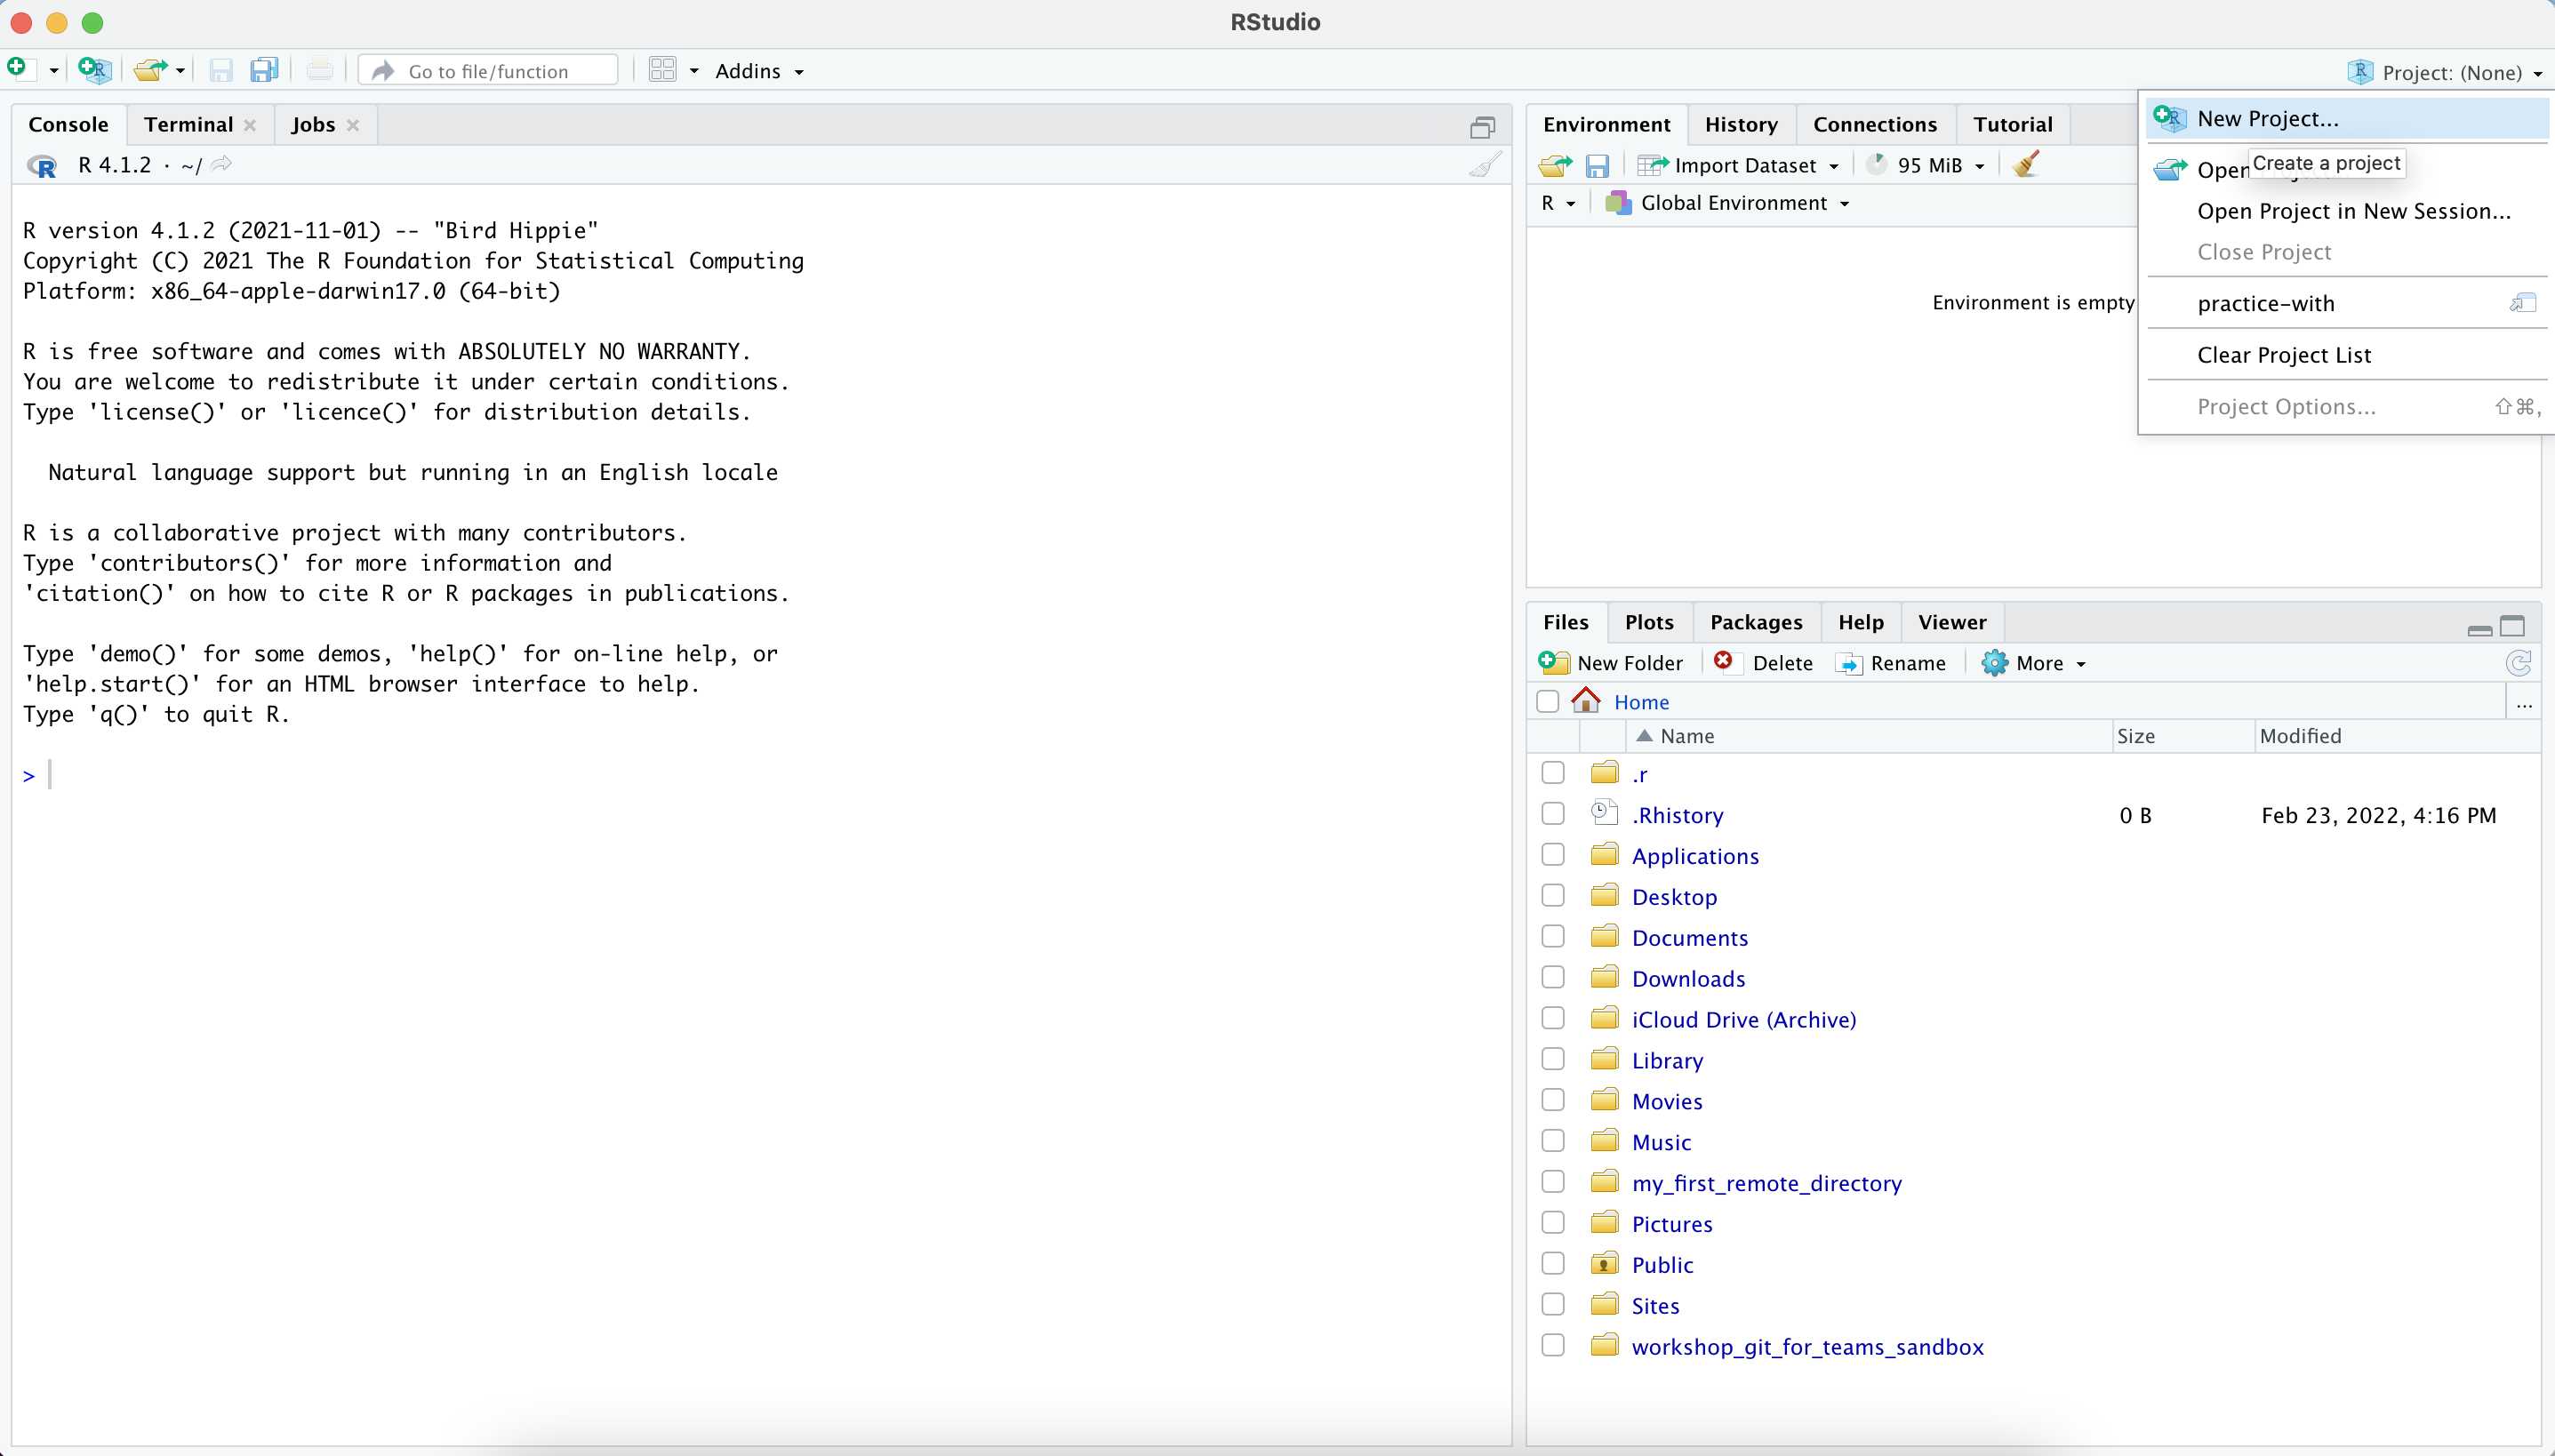 RStudio
Go to file/function
Addins
Project: (None)
Console Terminal Jobs
R 4.1.2 · ~/
R version 4.1.2 (2021-11-01) -- "Bird Hippie"
Copyright (C) 2021 The R Foundation for Statistical Computing
Platform: x86_64-apple-darwin17.0 (64-bit)
R is free software and comes with ABSOLUTELY NO WARRANTY.
You are welcome to redistribute it under certain conditions.
Type 'license()' or 'licence()' for distribution details.
Natural language support but running in an English locale
R is a collaborative project with many contributors.
Type 'contributors()' for more information and
'citation()' on how to cite R or R packages in publications.
Type 'demo()' for some demos, 'help()' for on-line help, or
'help.start()' for an HTML browser interface to help.
Type 'q()' to quit R.
>
Environment History Connections Tutorial
Import Dataset 95 MiB
R Global Environment
Environment is empty
New Project...
Create a project
Open
Open Project in New Session...
Close Project
practice-with
Clear Project List
Project Options... ⇧⌘,
Files Plots Packages Help Viewer
New Folder Delete Rename More
Home ...
Name Size Modified
.r
.Rhistory 0 B Feb 23, 2022, 4:16 PM
Applications
Desktop
Documents
Downloads
iCloud Drive (Archive)
Library
Movies
Music
my_first_remote_directory
Pictures
Public
Sites
workshop_git_for_teams_sandbox